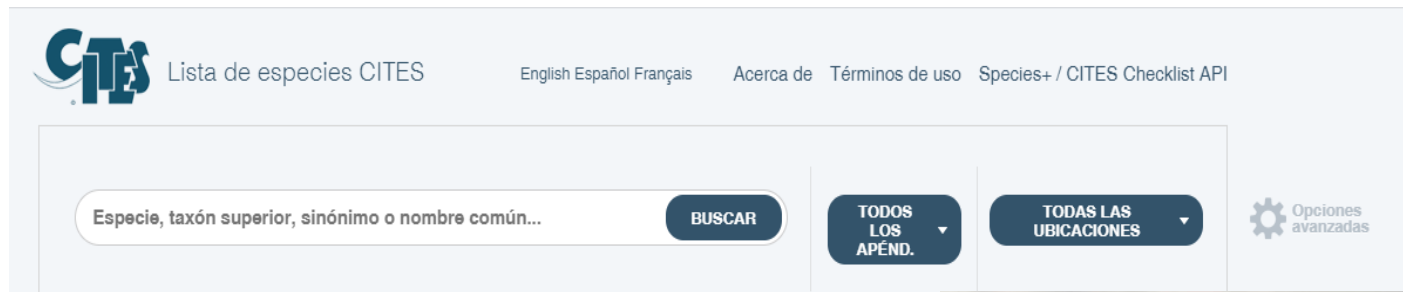 CITES
Lista de especies CITES
English Español Français
Acerca de
Términos de uso
Species+ / CITES Checklist API
Especie, taxón superior, sinónimo o nombre común...
BUSCAR
TODOS
LOS
APÉND.
TODAS LAS
UBICACIONES
Opciones
avanzadas